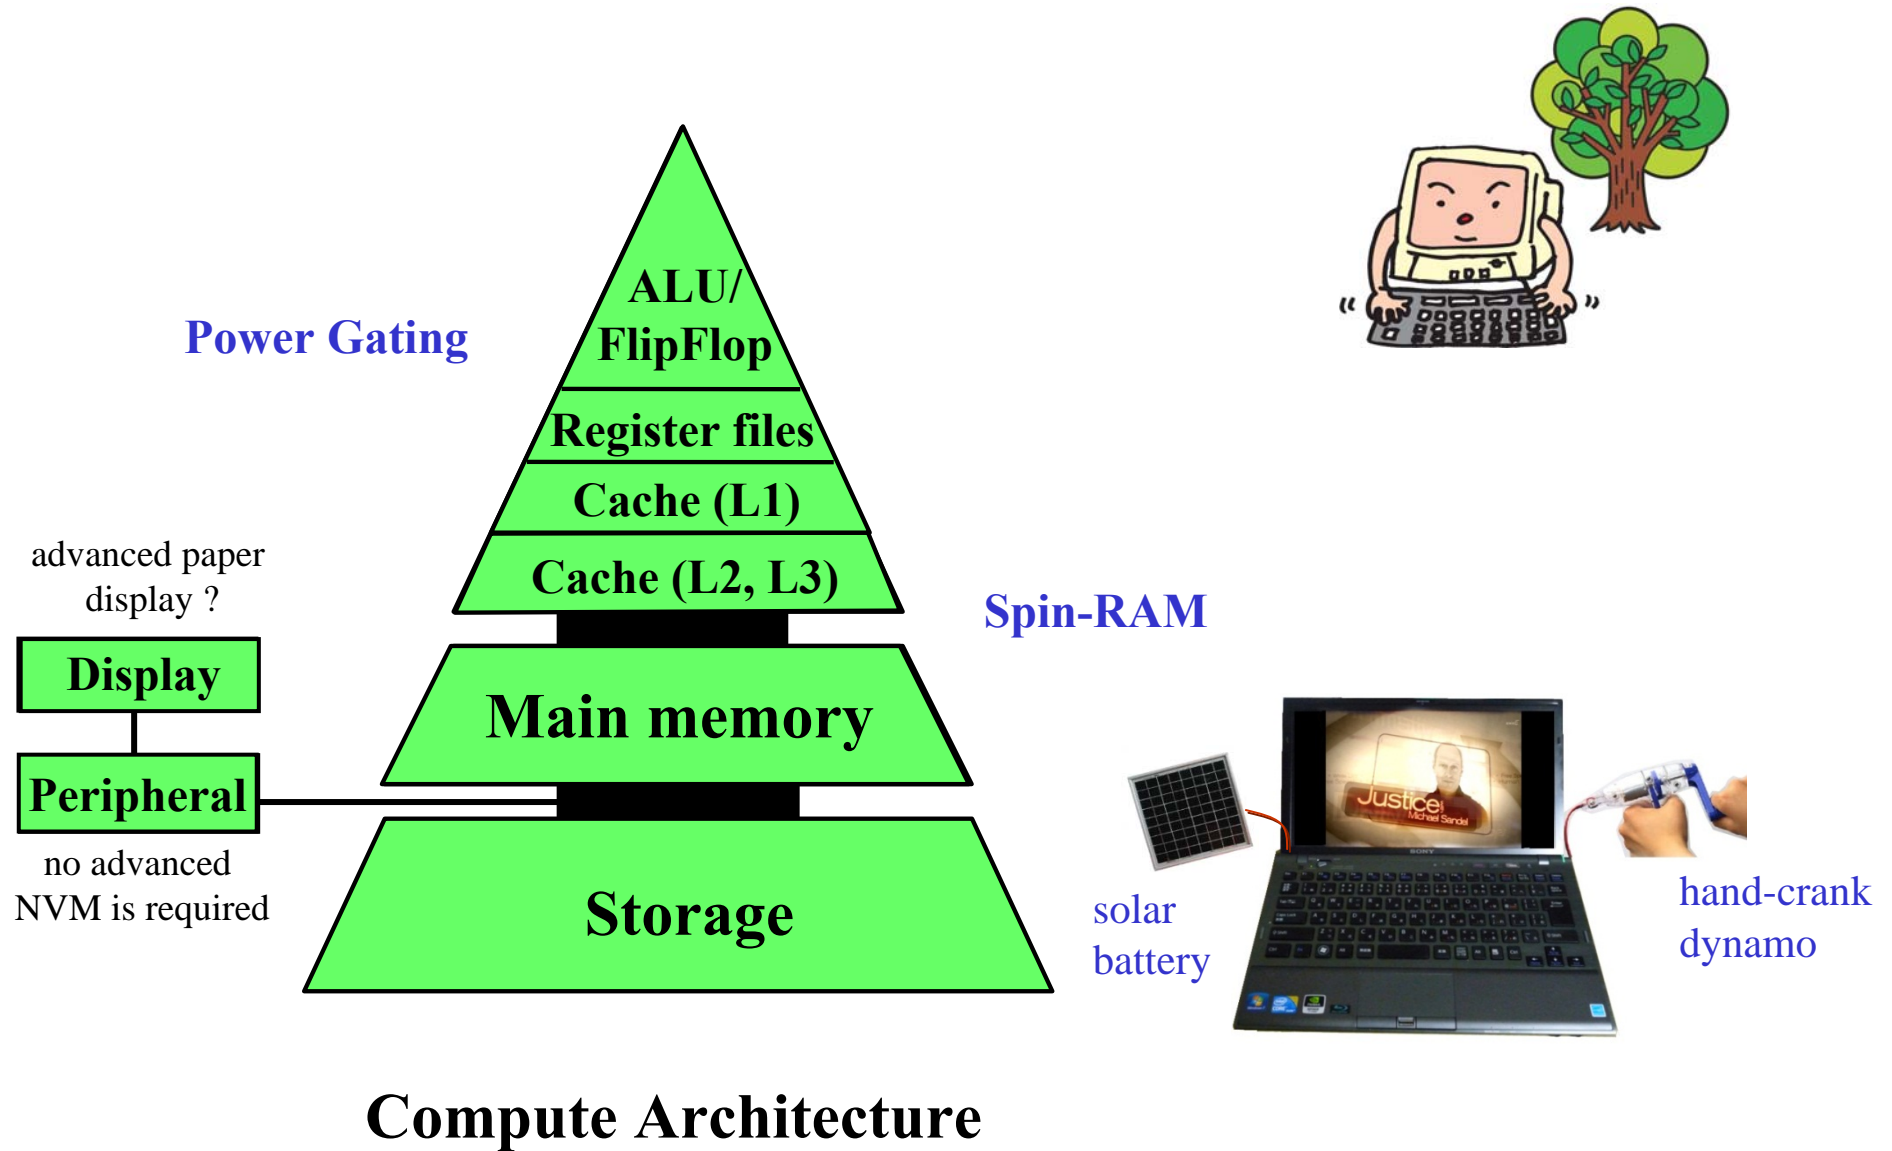 ALU/
FlipFlop
Power Gating
Register files
Cache (L1)
Cache (L2, L3)
advanced paper
display ?
Spin-RAM
Display
Main memory
Peripheral
no advanced
NVM is required
Storage
Justice
Michael Sandel
SONY
solar
battery
hand-crank
dynamo
Compute Architecture